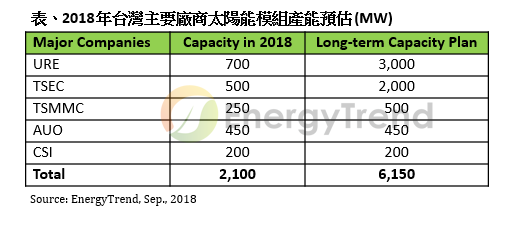 表、2018年台灣主要廠商太陽能模組產能預估(MW)
Major Companies Capacity in 2018 Long-term Capacity Plan
URE 700 3,000
TSEC 500 2,000
TSMMC 250 500
EnergyTrend
AUO 450 450
CSI 200 200
Total 2,100 6,150
Source: EnergyTrend, Sep., 2018